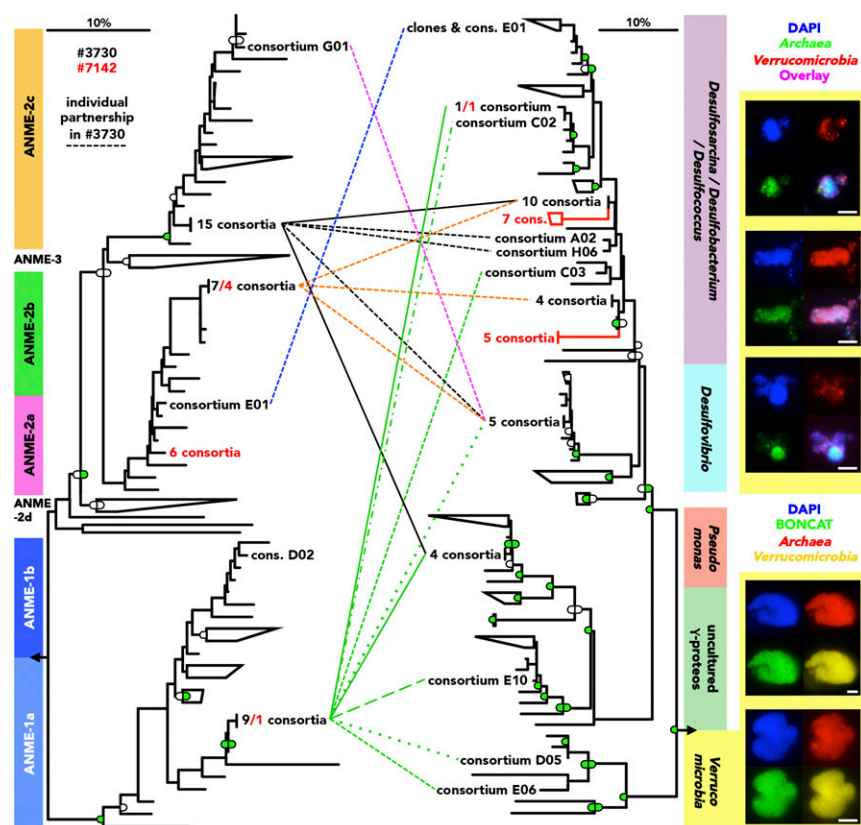 10%
#3730
#7142
individual
partnership
in #3730
ANME-2c
ANME-3
ANME-2b
ANME-2a
ANME
-2d
ANME-1b
ANME-1a
consortium G01
15 consortia
7/4 consortia
consortium E01
6 consortia
cons. D02
9/1 consortia
10%
clones & cons. E01
1/1 consortium
consortium C02
10 consortia
7 cons.
consortium A02
consortium H06
consortium C03
4 consortia
5 consortia
5 consortia
4 consortia
consortium E10
consortium D05
consortium E06
Desulfosarcina / Desulfobacterium
/ Desulfococcus
Desulfovibrio
Pseudo
monas
uncultured
γ-proteos
Verruco
microbia
DAPI
Archaea
Verrucomicrobia
Overlay
DAPI
BONCAT
Archaea
Verrucomicrobia